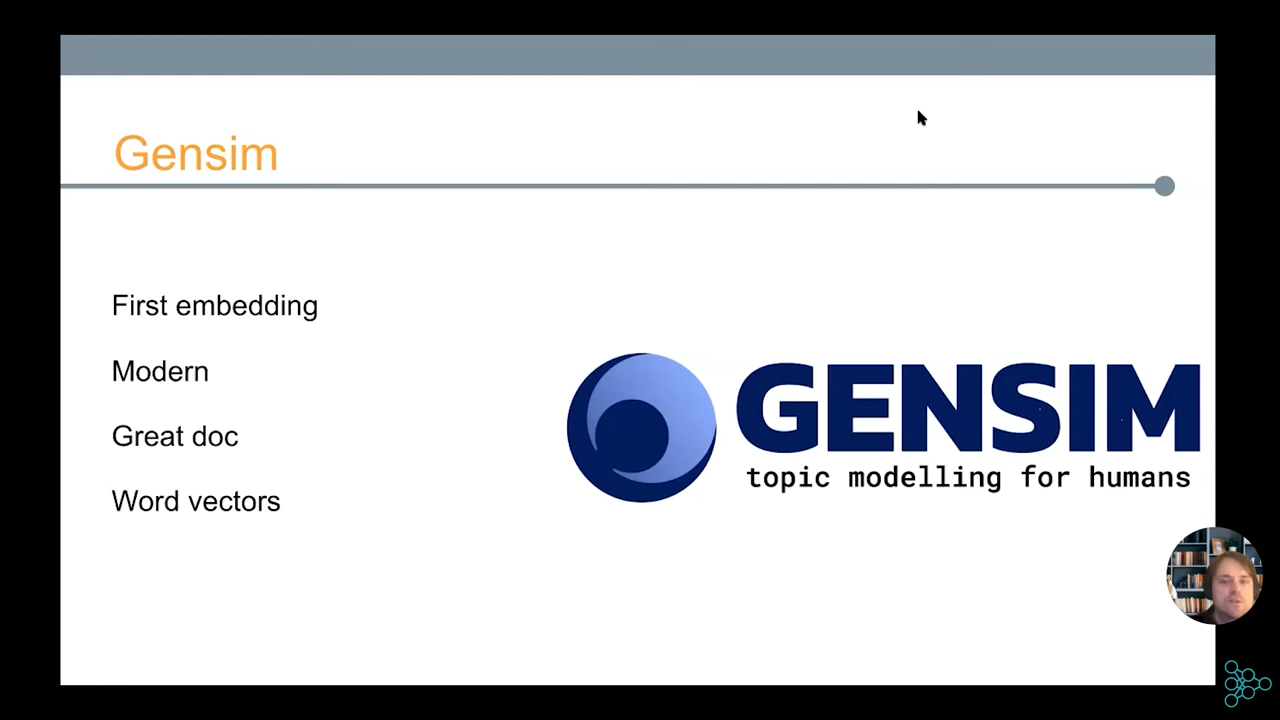 Gensim
First embedding
Modern
Great doc
Word vectors
GENSIM
topic modelling for humans